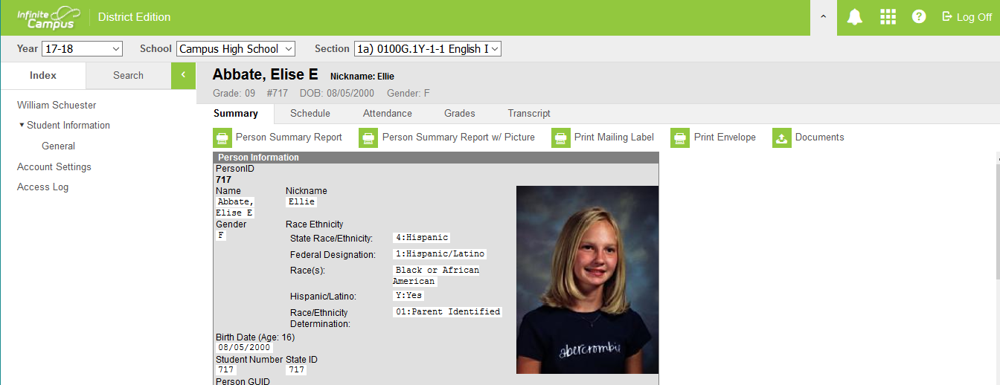 Infinite Campus
District Edition
Log Off
Year 17-18 School Campus High School Section 1a) 0100G.1Y-1-1 English I
Index Search
William Schuester
Student Information
General
Account Settings
Access Log
Abbate, Elise E Nickname: Ellie
Grade: 09 #717 DOB: 08/05/2000 Gender: F
Summary Schedule Attendance Grades Transcript
Person Summary Report Person Summary Report w/ Picture Print Mailing Label Print Envelope Documents
Person Information
PersonID
717
Name Nickname
Abbate, Ellie
Elise E
Gender Race Ethnicity
F
State Race/Ethnicity: 4:Hispanic
Federal Designation: 1:Hispanic/Latino
Race(s): Black or African
American
Hispanic/Latino: Y:Yes
Race/Ethnicity 01:Parent Identified
Determination:
Birth Date (Age: 16)
08/05/2000
Student Number State ID
717 717
Person GUID
abercrombie